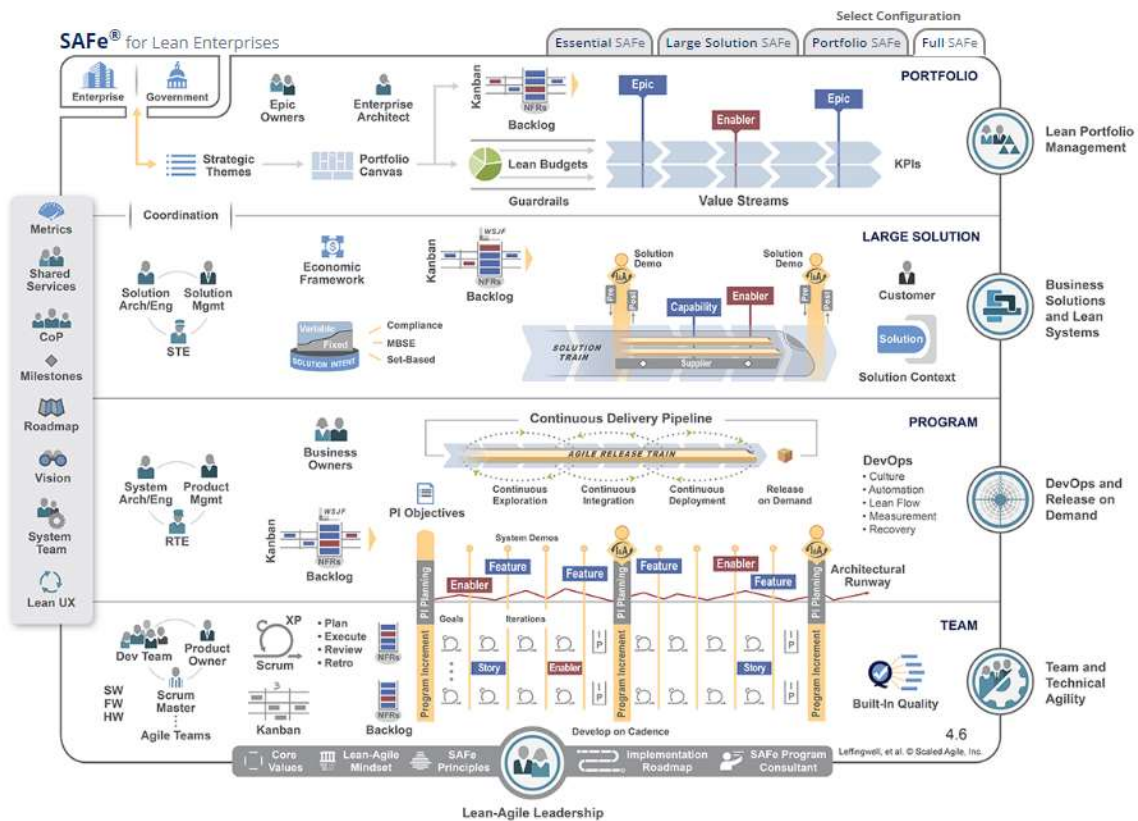 Select Configuration
SAFe® for Lean Enterprises
Essential SAFe
Large Solution SAFe
Portfolio SAFe
Full SAFe
Enterprise
Government
Epic
Owners
Enterprise
Architect
Kanban
NFRs
Backlog
Epic
Enabler
Epic
PORTFOLIO
Lean Portfolio
Management
Strategic
Themes
Portfolio
Canvas
Lean Budgets
KPIs
Guardrails
Value Streams
Coordination
Metrics
Shared
Services
CoP
Milestones
Roadmap
Vision
System
Team
Lean UX
LARGE SOLUTION
Solution
Arch/Eng
Solution
Mgmt
STE
Economic
Framework
Kanban
WSJF
NFRs
Backlog
Variable
Fixed
SOLUTION INTENT
Compliance
MBSE
Set-Based
Solution
Demo
I&A
Pre
Post
Capability
Enabler
Solution
Demo
I&A
Pre
Post
SOLUTION
TRAIN
Supplier
Customer
Solution
Solution Context
Business
Solutions
and Lean
Systems
PROGRAM
Business
Owners
Continuous Delivery Pipeline
AGILE RELEASE TRAIN
Continuous
Exploration
Continuous
Integration
Continuous
Deployment
Release
on Demand
DevOps
• Culture
• Automation
• Lean Flow
• Measurement
• Recovery
DevOps and
Release on
Demand
System
Arch/Eng
Product
Mgmt
RTE
Kanban
WSJF
NFRs
Backlog
PI Objectives
System Demos
Enabler
Feature
Feature
I&A
Feature
Enabler
Feature
I&A
Architectural
Runway
PI Planning
PI Planning
PI Planning
TEAM
Dev Team
Product
Owner
Scrum
Master
Agile Teams
SW
FW
HW
XP
Scrum
Kanban
• Plan
• Execute
• Review
• Retro
NFRs
NFRs
Backlog
Program Increment
Goals
Iterations
Story
Enabler
I P
I P
Program Increment
Story
I P
I P
Program Increment
Develop on Cadence
Built-In Quality
Team and
Technical
Agility
4.6
Leffingwell, et al. © Scaled Agile, Inc.
Core
Values
Lean-Agile
Mindset
SAFe
Principles
Implementation
Roadmap
SAFe Program
Consultant
Lean-Agile Leadership